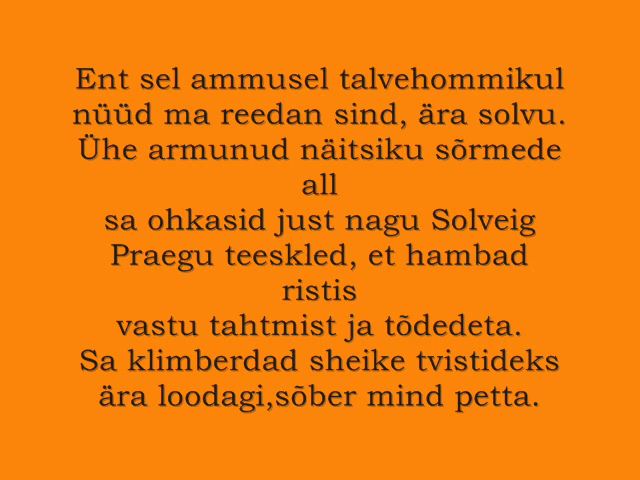 Ent sel ammusel talvehommikul
nüüd ma reedan sind, ära solvu.
Ühe armunud näitsiku sõrmede
all
sa ohkasid just nagu Solveig
Praegu teeskled, et hambad
ristis
vastu tahtmist ja tõdedeta.
Sa klimberdad sheike tvistideks
ära loodagi,sõber mind petta.